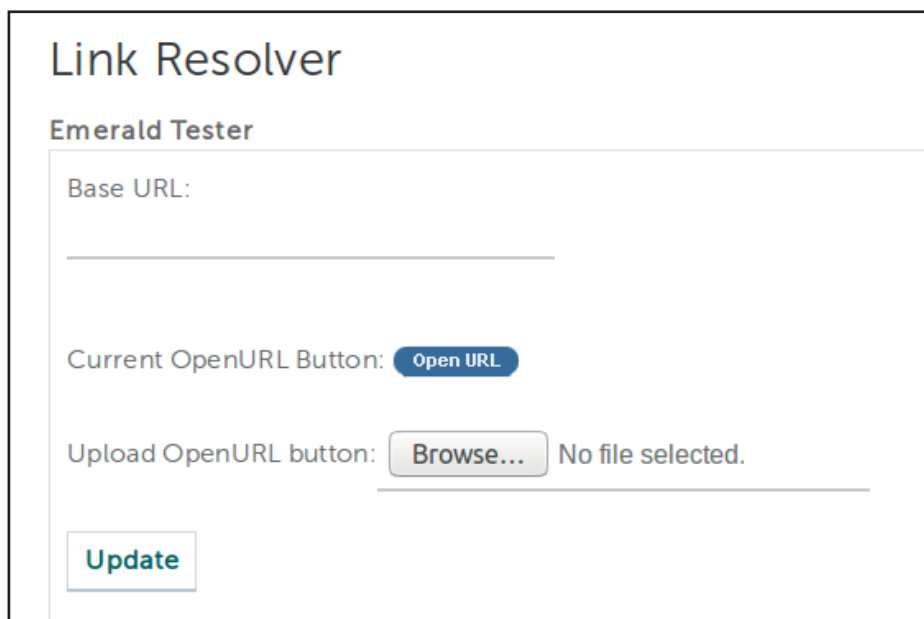 Link Resolver
Emerald Tester
Base URL:
Current OpenURL Button: Open URL
Upload OpenURL button: Browse... No file selected.
Update